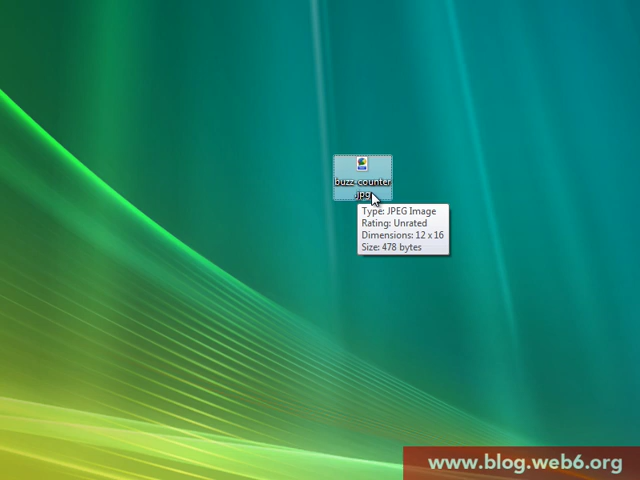 buzz-counter
.jpg
Type: JPEG Image
Rating: Unrated
Dimensions: 12 x 16
Size: 478 bytes
www.blog.web6.org